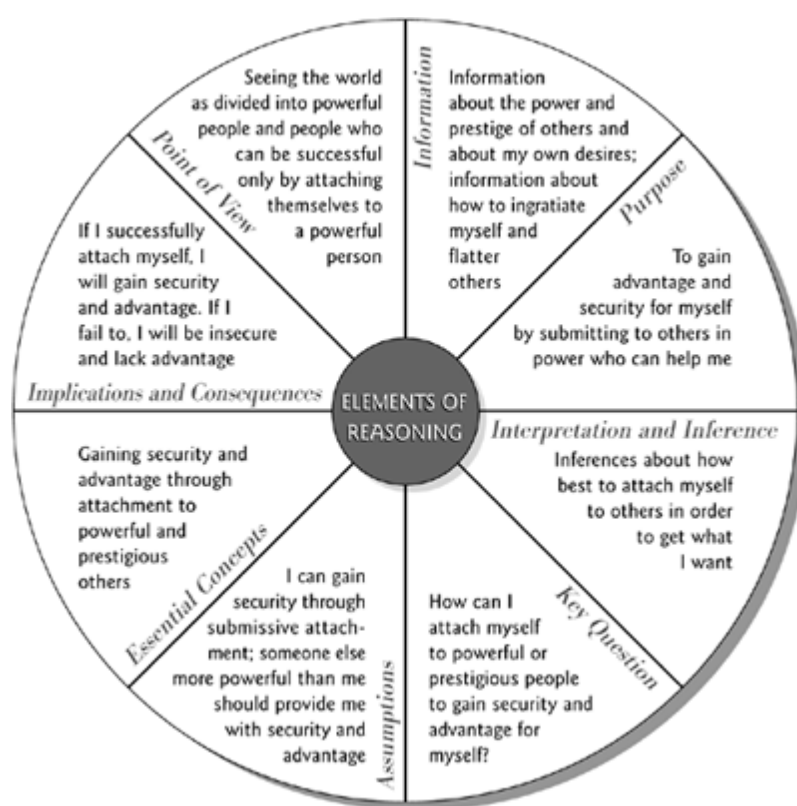 Information
Information
about the power and
prestige of others and
about my own desires;
information about
how to ingratiate
myself and
flatter
others
Purpose
To gain
advantage and
security for myself
by submitting to others in
power who can help me
Interpretation and Inference
Inferences about how
best to attach myself
to others in order
to get what
I want
Key Question
How can I
attach myself
to powerful or
prestigious people
to gain security and
advantage for
myself?
Assumptions
I can gain
security through
submissive attach-
ment; someone else
more powerful than me
should provide me
with security and
advantage
Essential Concepts
Gaining security and
advantage through
attachment to
powerful and
prestigious
others
Implications and Consequences
If I successfully
attach myself, I
will gain security
and advantage. If I
fail to, I will be insecure
and lack advantage
Point of View
Seeing the world
as divided into powerful
people and people who
can be successful
only by attaching
themselves to
a powerful
person
ELEMENTS OF
REASONING